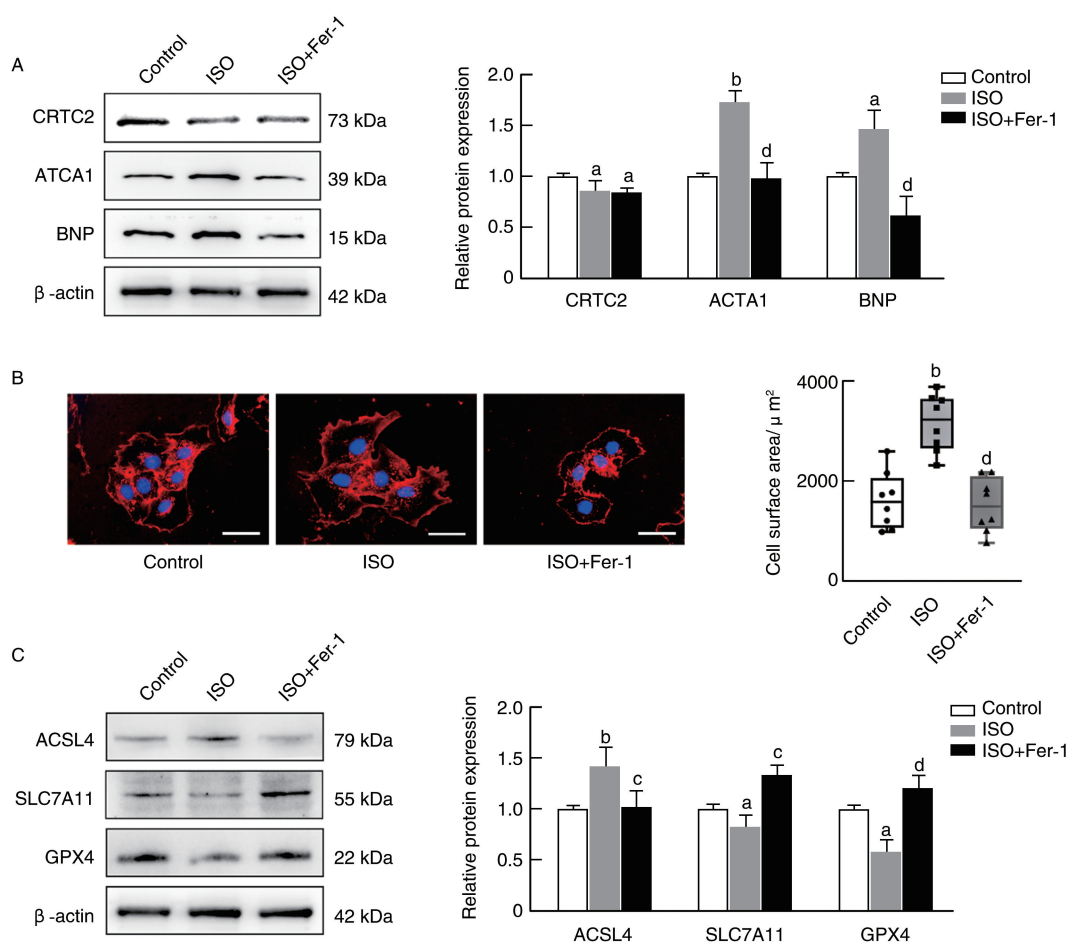 A
Control
ISO
ISO+Fer-1
CRTC2
73 kDa
ATCA1
39 kDa
BNP
15 kDa
β-actin
42 kDa
Relative protein expression
2.0
1.5
1.0
0.5
0
a
a
b
d
a
d
CRTC2
ACTA1
BNP
Control
ISO
ISO+Fer-1
B
Control
ISO
ISO+Fer-1
Cell surface area/ μ m²
4000
2000
0
b
d
Control
ISO
ISO+Fer-1
C
Control
ISO
ISO+Fer-1
ACSL4
79 kDa
SLC7A11
55 kDa
GPX4
22 kDa
β-actin
42 kDa
Relative protein expression
2.0
1.5
1.0
0.5
0
b
c
a
c
a
d
ACSL4
SLC7A11
GPX4
Control
ISO
ISO+Fer-1